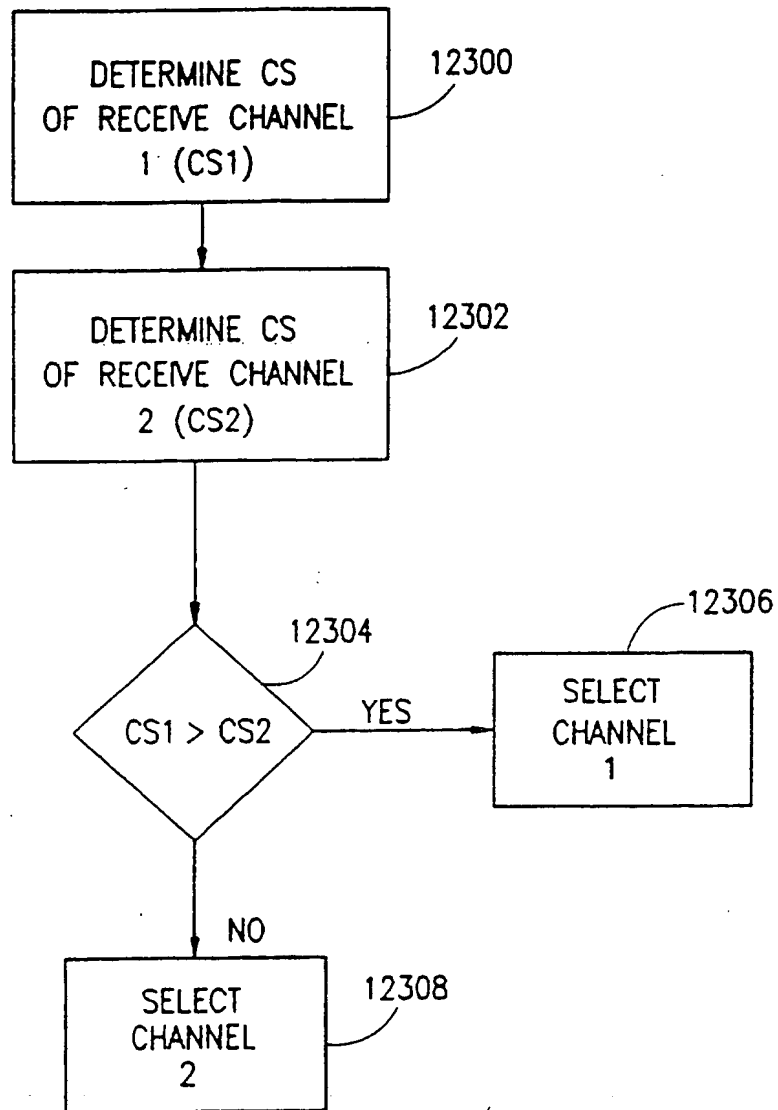 DETERMINE CS
OF RECEIVE CHANNEL
1 (CS1)
12300
DETERMINE CS
OF RECEIVE CHANNEL
2 (CS2)
12302
12304
CS1 > CS2
YES
12306
SELECT
CHANNEL
1
NO
SELECT
CHANNEL
2
12308